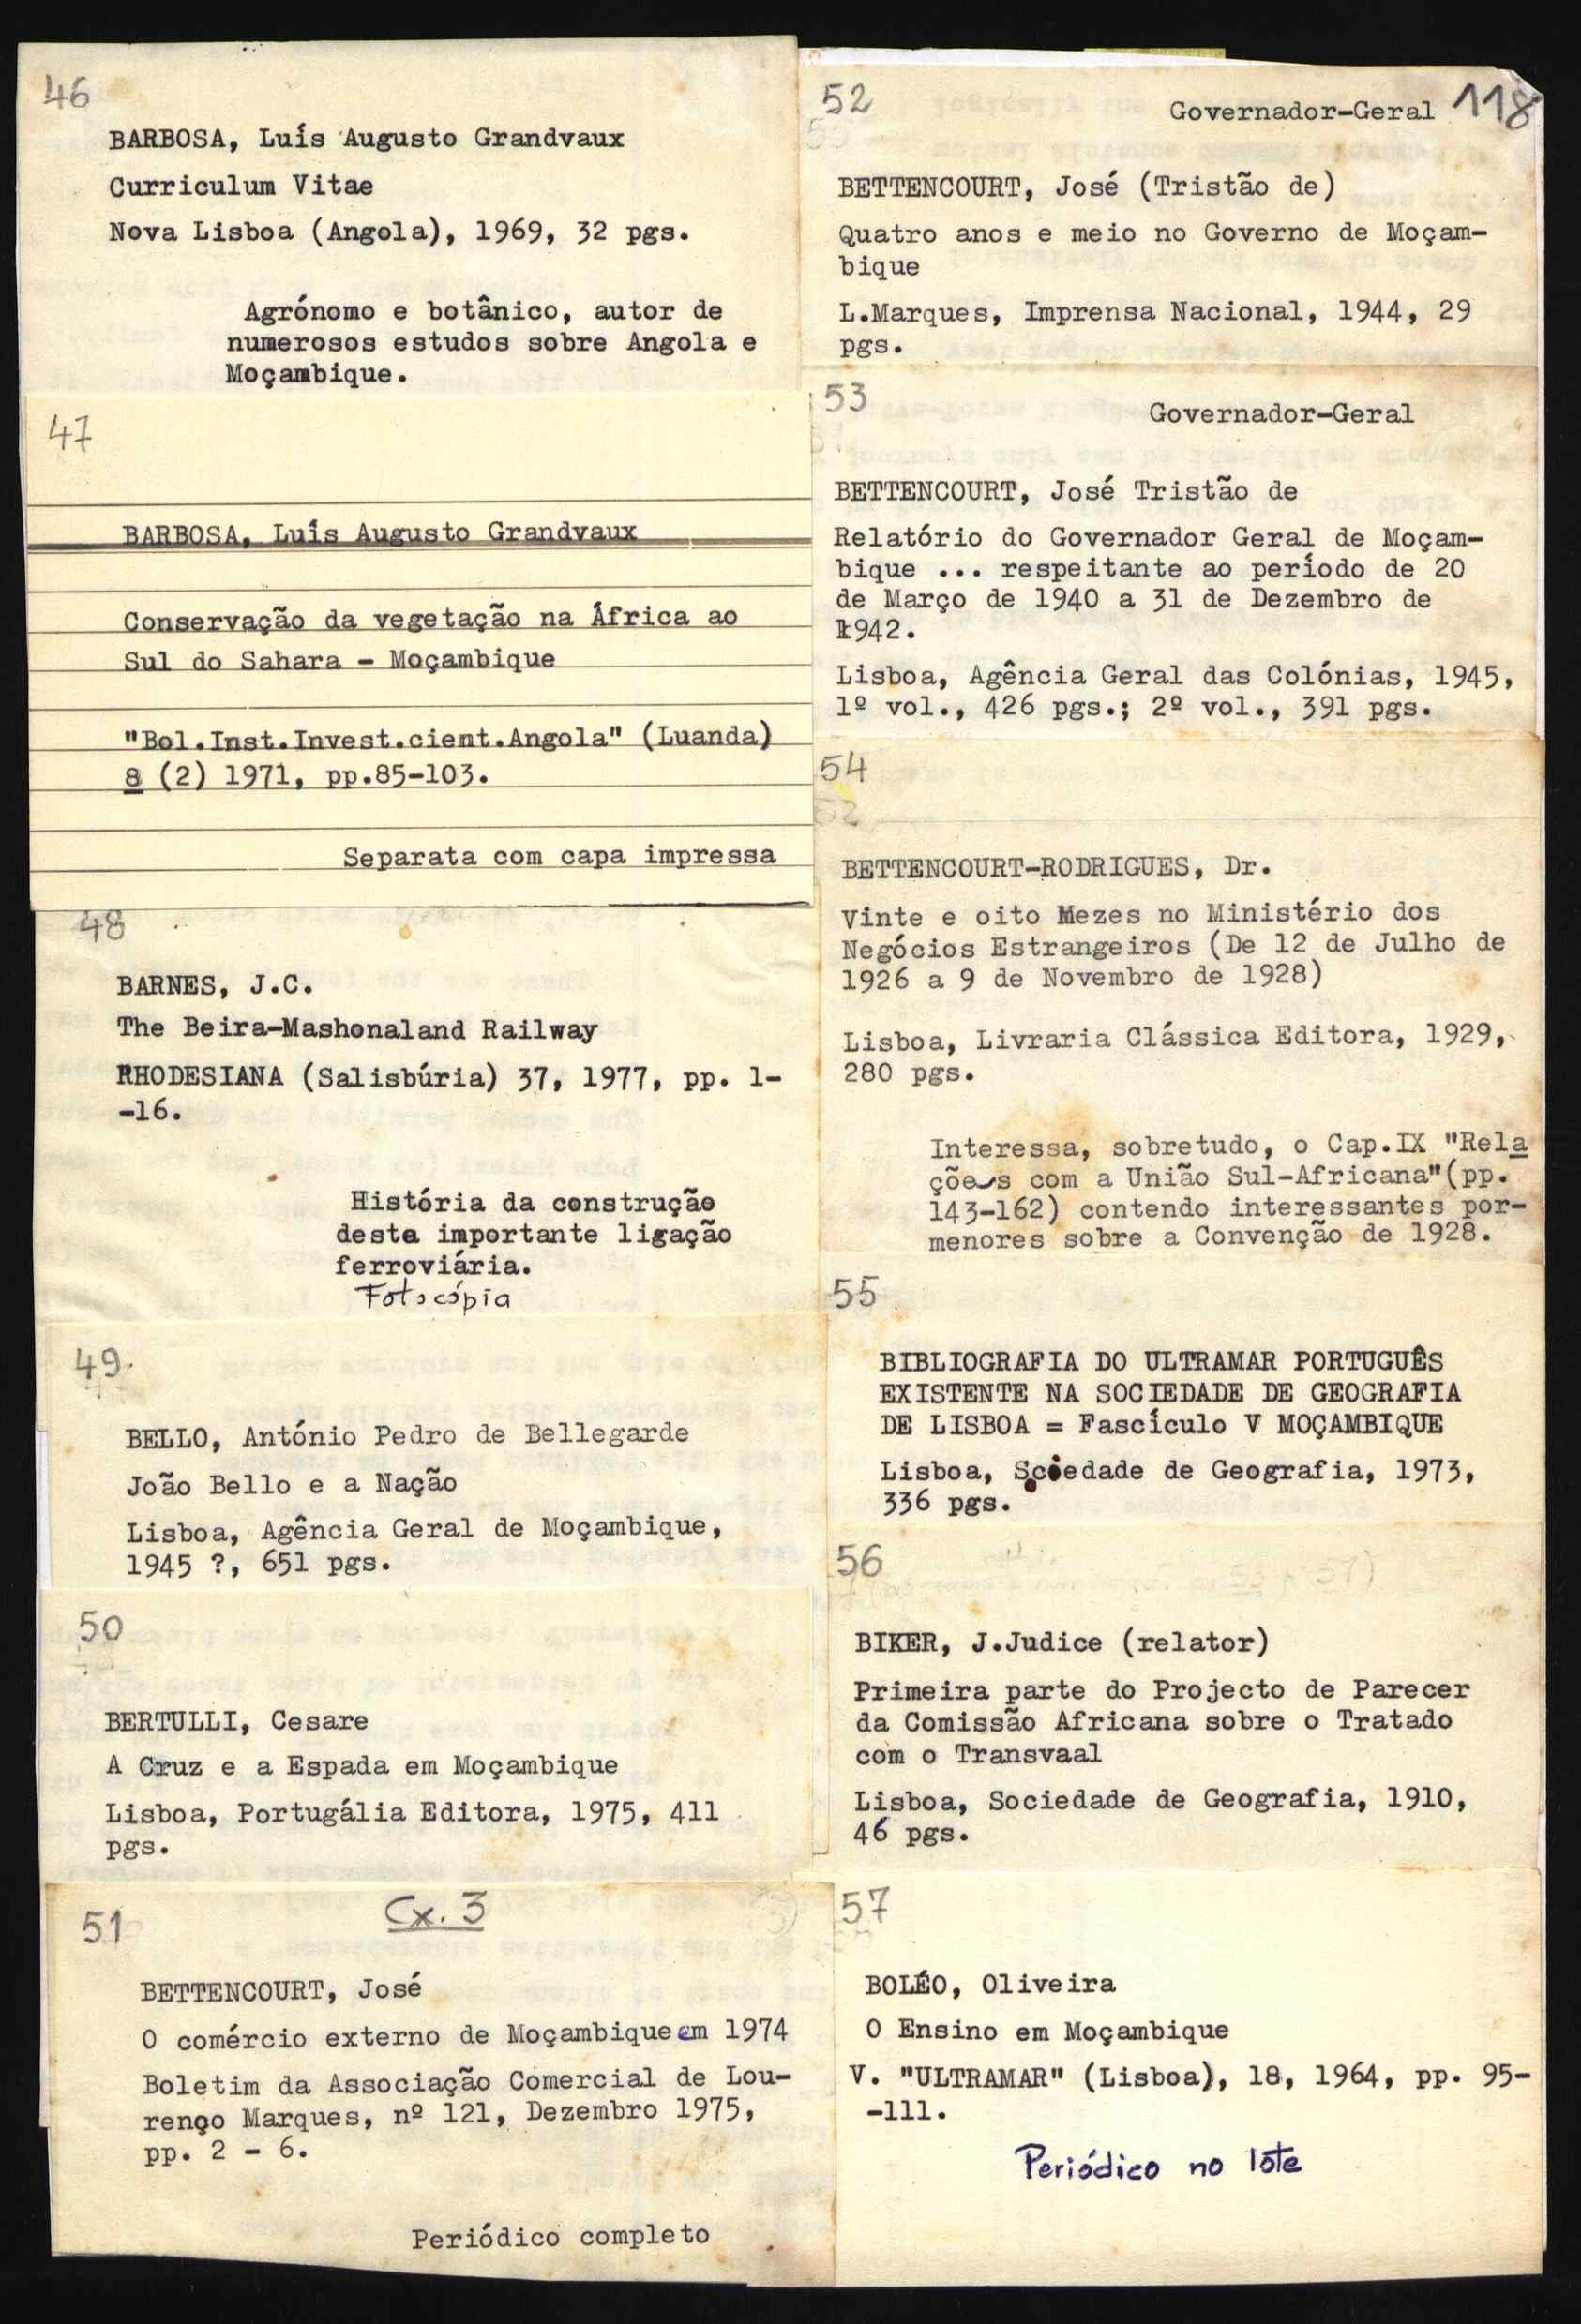 46
BARBOSA, Luís Augusto Grandvaux
Curriculum Vitae
Nova Lisboa (Angola), 1969, 32 pgs.
Agrónomo e botânico, autor de
numerosos estudos sobre Angola e
Moçambique.
47
BARBOSA, Luís Augusto Grandvaux
Conservação da vegetação na África ao
Sul do Sahara - Moçambique
"Bol.Inst.Invest.cient.Angola" (Luanda)
8 (2) 1971, pp.85-103.
Separata com capa impressa
48
BARNES, J.C.
The Beira-Mashonaland Railway
RHODESIANA (Salisbúria) 37, 1977, pp. 1-
-16.
História da construção
desta importante ligação
ferroviária.
Fotocópia
49
BELLO, António Pedro de Bellegarde
João Bello e a Nação
Lisboa, Agência Geral de Moçambique,
1945 ?, 651 pgs.
50
BERTULLI, Cesare
A Cruz e a Espada em Moçambique
Lisboa, Portugália Editora, 1975, 411
pgs.
51
Cx. 3
BETTENCOURT, José
O comércio externo de Moçambique em 1974
Boletim da Associação Comercial de Lou-
renço Marques, nº 121, Dezembro 1975,
pp. 2 - 6.
Periódico completo
52
Governador-Geral 118
BETTENCOURT, José (Tristão de)
Quatro anos e meio no Governo de Moçam-
bique
L.Marques, Imprensa Nacional, 1944, 29
pgs.
53
Governador-Geral
BETTENCOURT, José Tristão de
Relatório do Governador Geral de Moçam-
bique ... respeitante ao período de 20
de Março de 1940 a 31 de Dezembro de
1942.
Lisboa, Agência Geral das Colónias, 1945,
1º vol., 426 pgs.; 2º vol., 391 pgs.
54
BETTENCOURT-RODRIGUES, Dr.
Vinte e oito Mezes no Ministério dos
Negócios Estrangeiros (De 12 de Julho de
1926 a 9 de Novembro de 1928)
Lisboa, Livraria Clássica Editora, 1929,
280 pgs.
Interessa, sobretudo, o Cap.IX "Rela
ções com a União Sul-Africana"(pp.
143-162) contendo interessantes por-
menores sobre a Convenção de 1928.
55
BIBLIOGRAFIA DO ULTRAMAR PORTUGUÊS
EXISTENTE NA SOCIEDADE DE GEOGRAFIA
DE LISBOA = Fascículo V MOÇAMBIQUE
Lisboa, Sociedade de Geografia, 1973,
336 pgs.
56
BIKER, J.Judice (relator)
Primeira parte do Projecto de Parecer
da Comissão Africana sobre o Tratado
com o Transvaal
Lisboa, Sociedade de Geografia, 1910,
46 pgs.
57
BOLÉO, Oliveira
O Ensino em Moçambique
V. "ULTRAMAR" (Lisboa), 18, 1964, pp. 95-
-111.
Periódico no lote